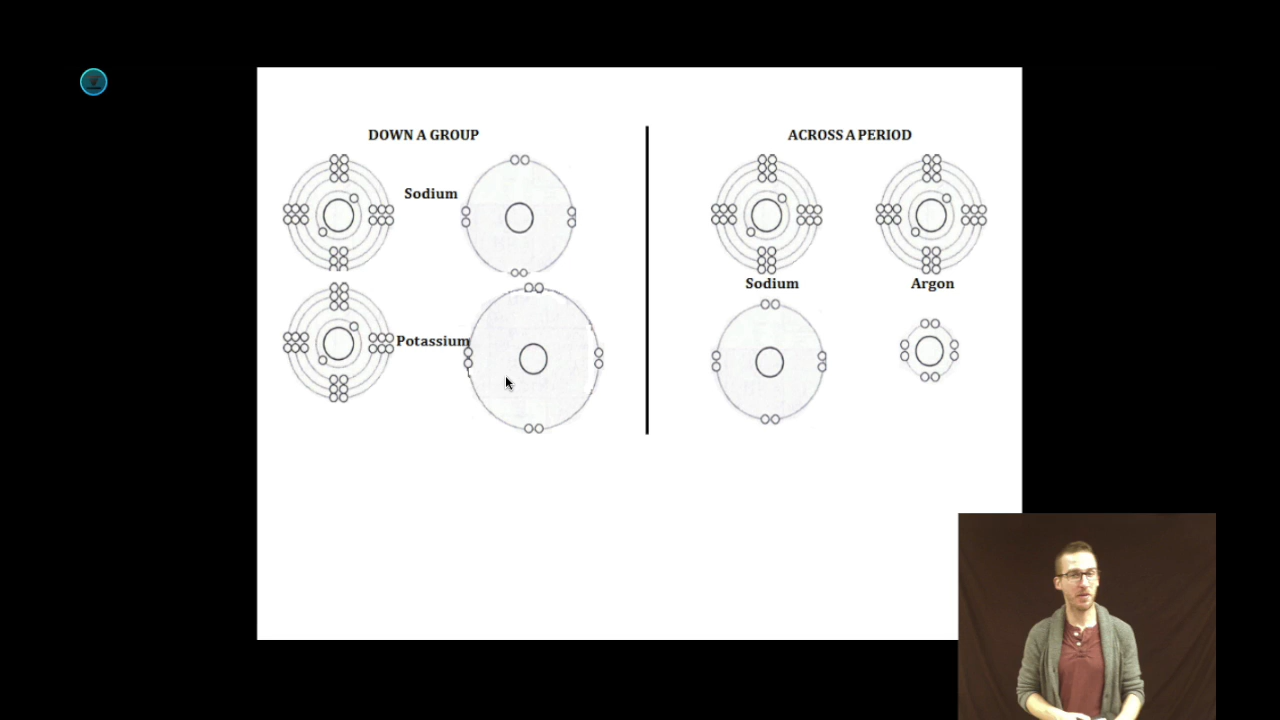 DOWN A GROUP
Sodium
Potassium
ACROSS A PERIOD
Sodium
Argon